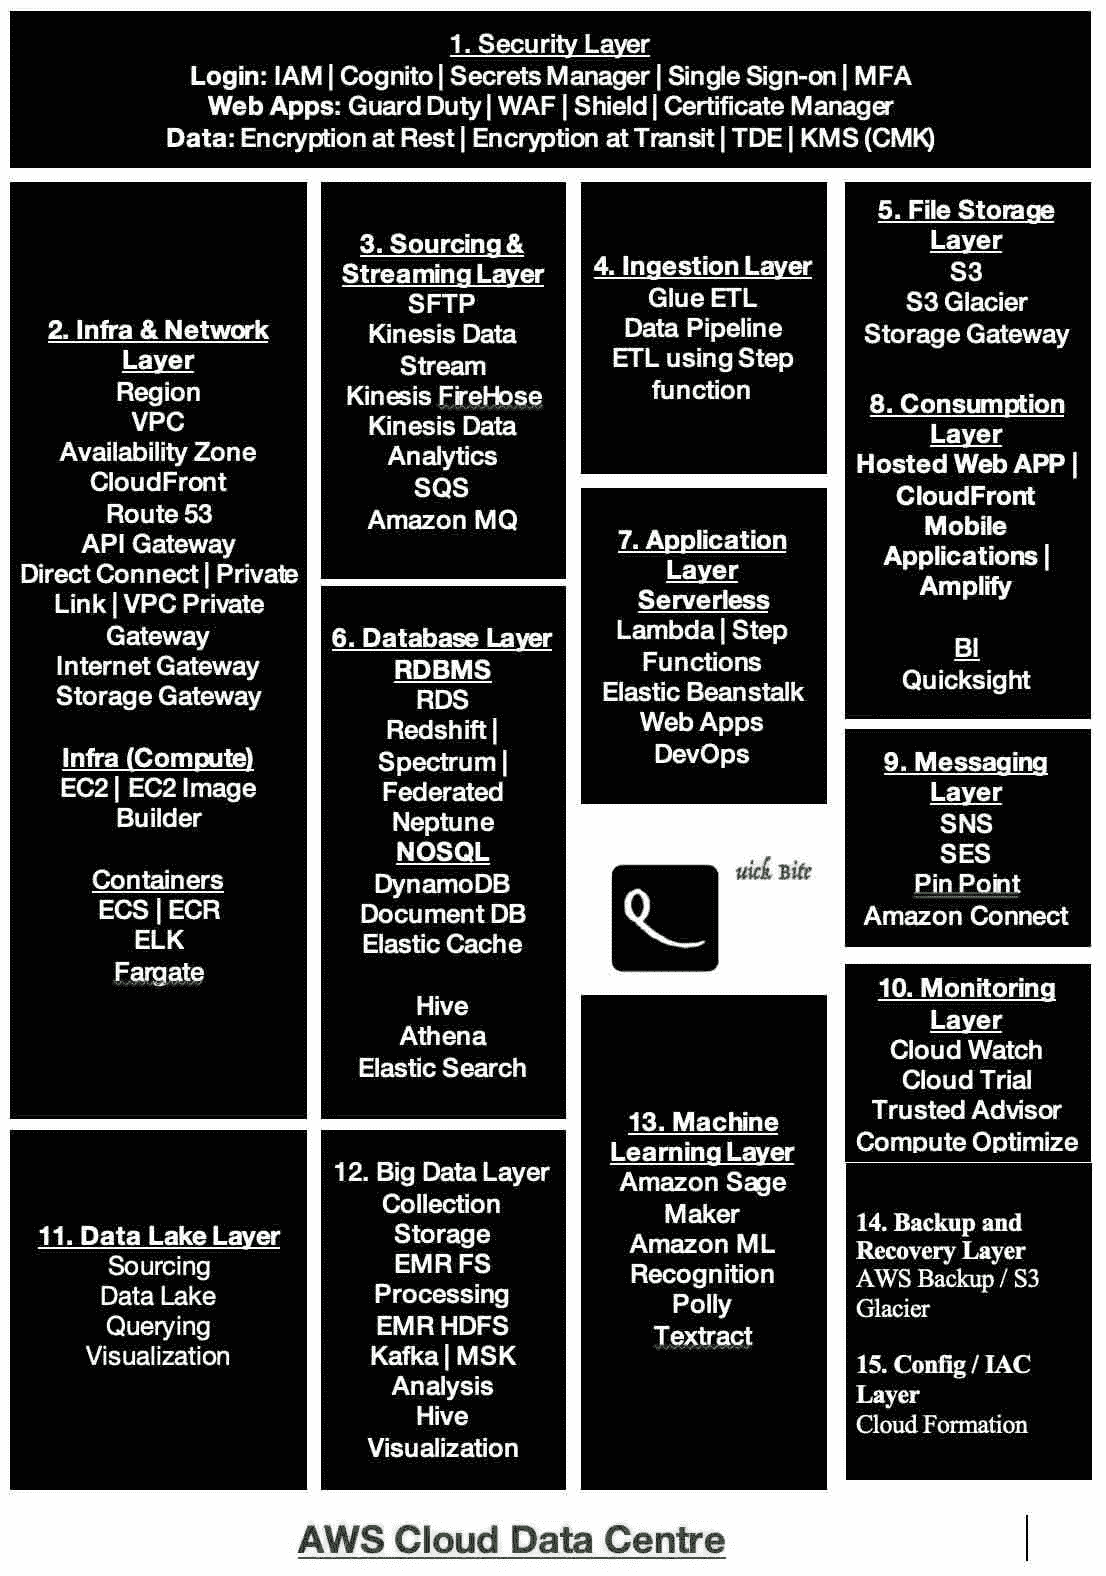 1. Security Layer
Login: IAM | Cognito | Secrets Manager | Single Sign-on | MFA
Web Apps: Guard Duty | WAF | Shield | Certificate Manager
Data: Encryption at Rest | Encryption at Transit | TDE | KMS (CMK)
2. Infra & Network
Layer
Region
VPC
Availability Zone
CloudFront
Route 53
API Gateway
Direct Connect | Private
Link | VPC Private
Gateway
Internet Gateway
Storage Gateway
Infra (Compute)
EC2 | EC2 Image
Builder
Containers
ECS | ECR
ELK
Fargate
3. Sourcing &
Streaming Layer
SFTP
Kinesis Data
Stream
Kinesis FireHose
Kinesis Data
Analytics
SQS
Amazon MQ
4. Ingestion Layer
Glue ETL
Data Pipeline
ETL using Step
function
5. File Storage
Layer
S3
S3 Glacier
Storage Gateway
8. Consumption
Layer
Hosted Web APP |
CloudFront
Mobile
Applications |
Amplify
BI
Quicksight
6. Database Layer
RDBMS
RDS
Redshift |
Spectrum |
Federated
Neptune
NOSQL
DynamoDB
Document DB
Elastic Cache
Hive
Athena
Elastic Search
7. Application
Layer
Serverless
Lambda | Step
Functions
Elastic Beanstalk
Web Apps
DevOps
Q uick Bite
9. Messaging
Layer
SNS
SES
Pin Point
Amazon Connect
10. Monitoring
Layer
Cloud Watch
Cloud Trial
Trusted Advisor
Compute Optimize
11. Data Lake Layer
Sourcing
Data Lake
Querying
Visualization
12. Big Data Layer
Collection
Storage
EMR FS
Processing
EMR HDFS
Kafka | MSK
Analysis
Hive
Visualization
13. Machine
Learning Layer
Amazon Sage
Maker
Amazon ML
Recognition
Polly
Textract
14. Backup and
Recovery Layer
AWS Backup / S3
Glacier
15. Config / IAC
Layer
Cloud Formation
AWS Cloud Data Centre